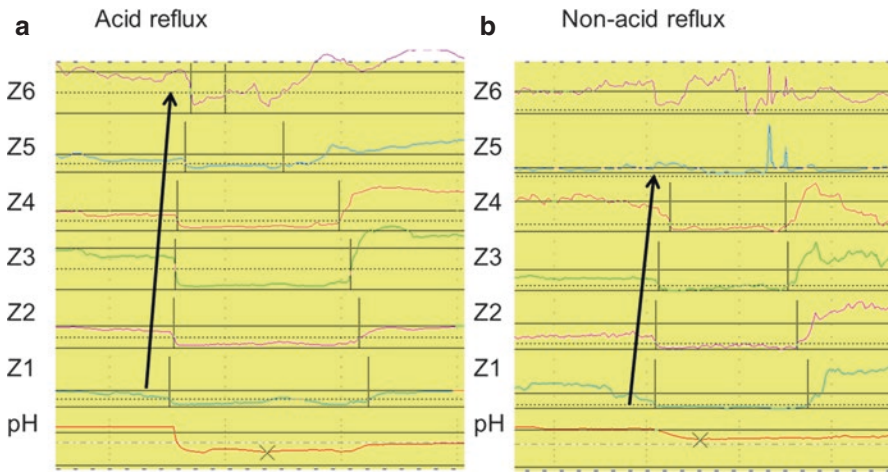 a
Acid reflux
Z6
Z5
Z4
Z3
Z2
Z1
pH
b
Non-acid reflux
Z6
Z5
Z4
Z3
Z2
Z1
pH